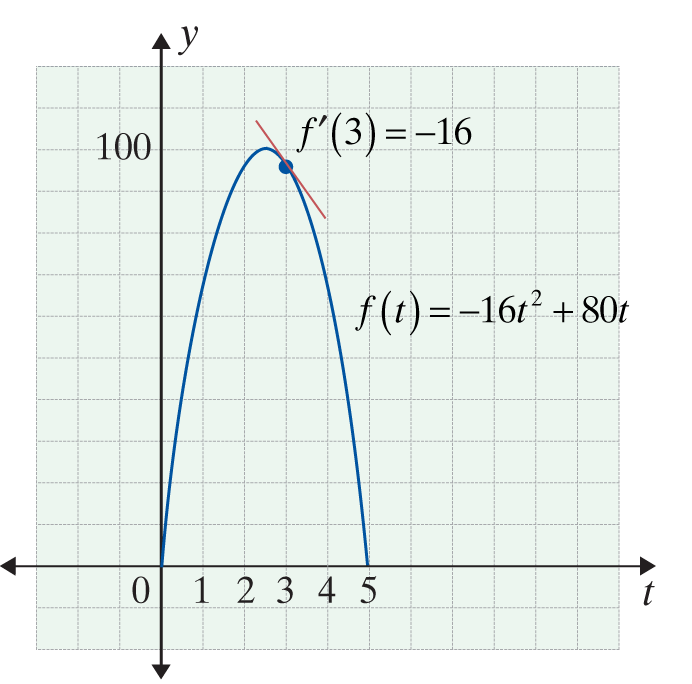 y
f′(3) = −16
100
f(t) = −16t² + 80t
0 1 2 3 4 5
t